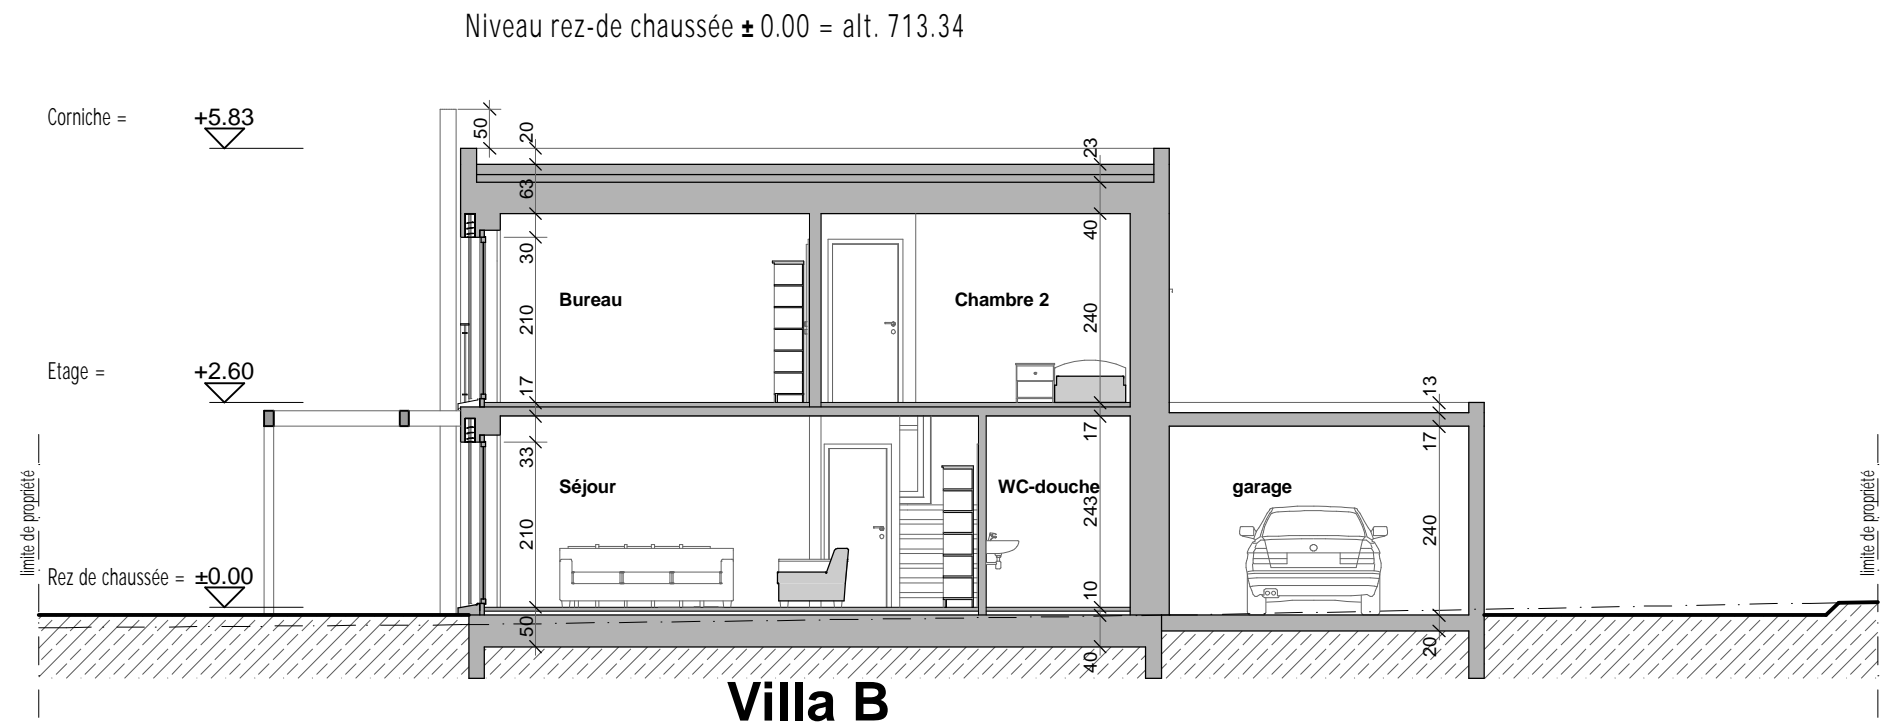 Niveau rez-de chaussée ± 0.00 = alt. 713.34
Corniche = +5.83
50
20
23
63
40
30
Bureau
Chambre 2
210
240
Etage = +2.60
17
13
33
17
17
limite de propriété
Séjour
WC-douche
garage
limite de propriété
210
243
240
Rez de chaussée = ±0.00
10
50
40
20
Villa B